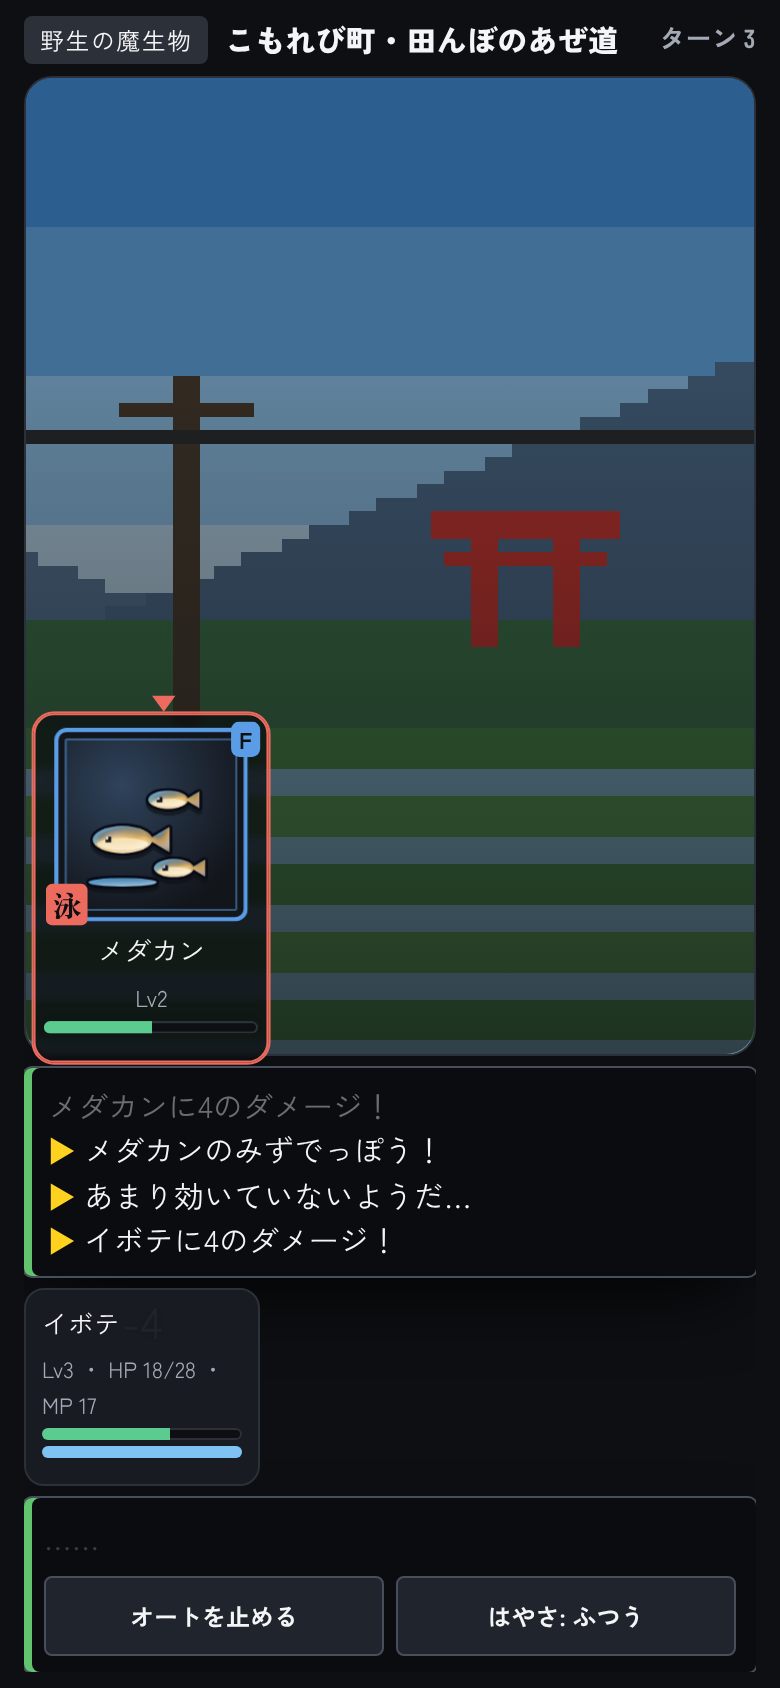 野生の魔生物 こもれび町・田んぼのあぜ道 ターン 3
F
泳
メダカン
Lv2
メダカンに4のダメージ！
▶ メダカンのみずでっぽう！
▶ あまり効いていないようだ…
▶ イボテに4のダメージ！
イボテ -4
Lv3 ・ HP 18/28 ・
MP 17
……
オートを止める はやさ: ふつう